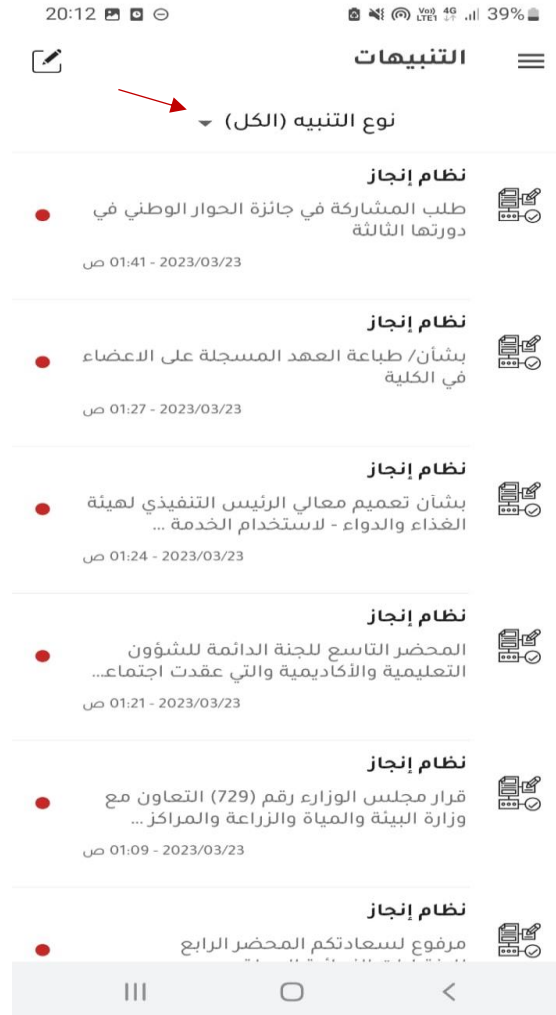 20:12
Vo) LTE1 4G 39%
التنبيهات
نوع التنبيه (الكل)
نظام إنجاز
طلب المشاركة في جائزة الحوار الوطني في
دورتها الثالثة
2023/03/23 - 01:41 ص
نظام إنجاز
بشأن/ طباعة العهد المسجلة على الاعضاء
في الكلية
2023/03/23 - 01:27 ص
نظام إنجاز
بشأن تعميم معالي الرئيس التنفيذي لهيئة
الغذاء والدواء - لاستخدام الخدمة ...
2023/03/23 - 01:24 ص
نظام إنجاز
المحضر التاسع للجنة الدائمة للشؤون
التعليمية والأكاديمية والتي عقدت اجتماعـ...
2023/03/23 - 01:21 ص
نظام إنجاز
قرار مجلس الوزارء رقم (729) التعاون مع
وزارة البيئة والمياة والزراعة والمراكز ...
2023/03/23 - 01:09 ص
نظام إنجاز
مرفوع لسعادتكم المحضر الرابع